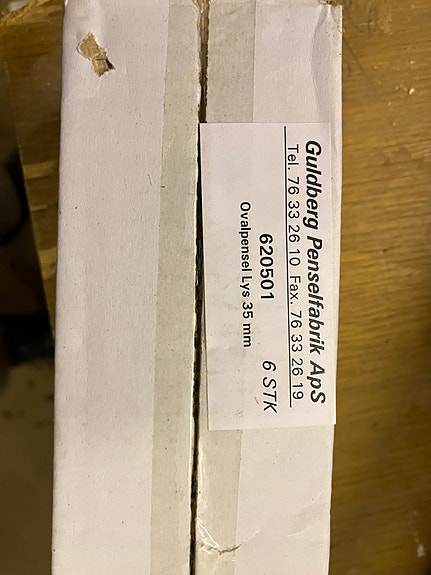 Guldberg Penselfabrik ApS
Tel. 76 33 26 10 Fax. 76 33 26 19
620501
6 STK
Ovalpensel Lys 35 mm